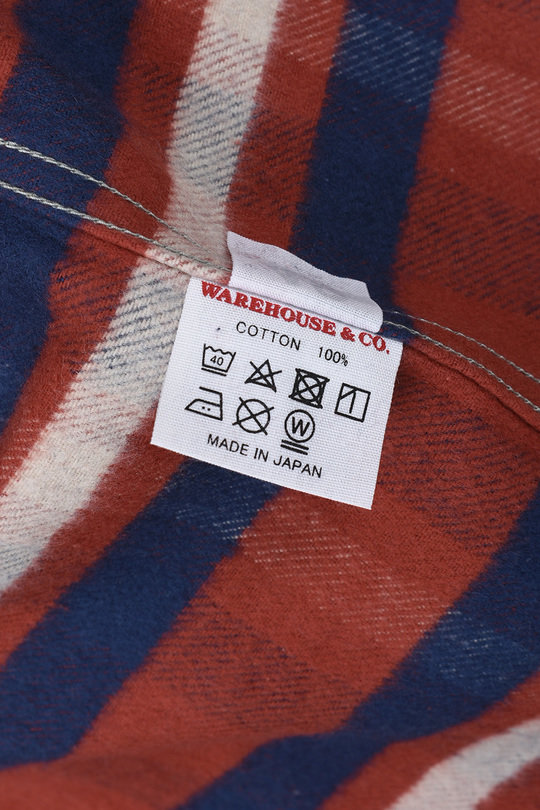 WAREHOUSE & CO.
COTTON 100%
40
W
MADE IN JAPAN